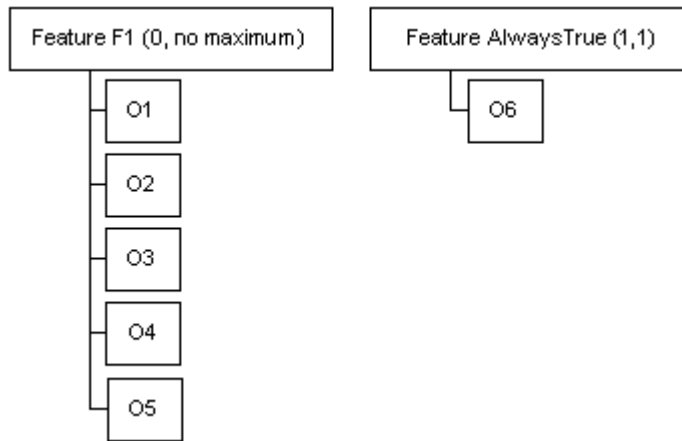 Feature F1 (0, no maximum)
O1
O2
O3
O4
O5
Feature AlwaysTrue (1,1)
O6